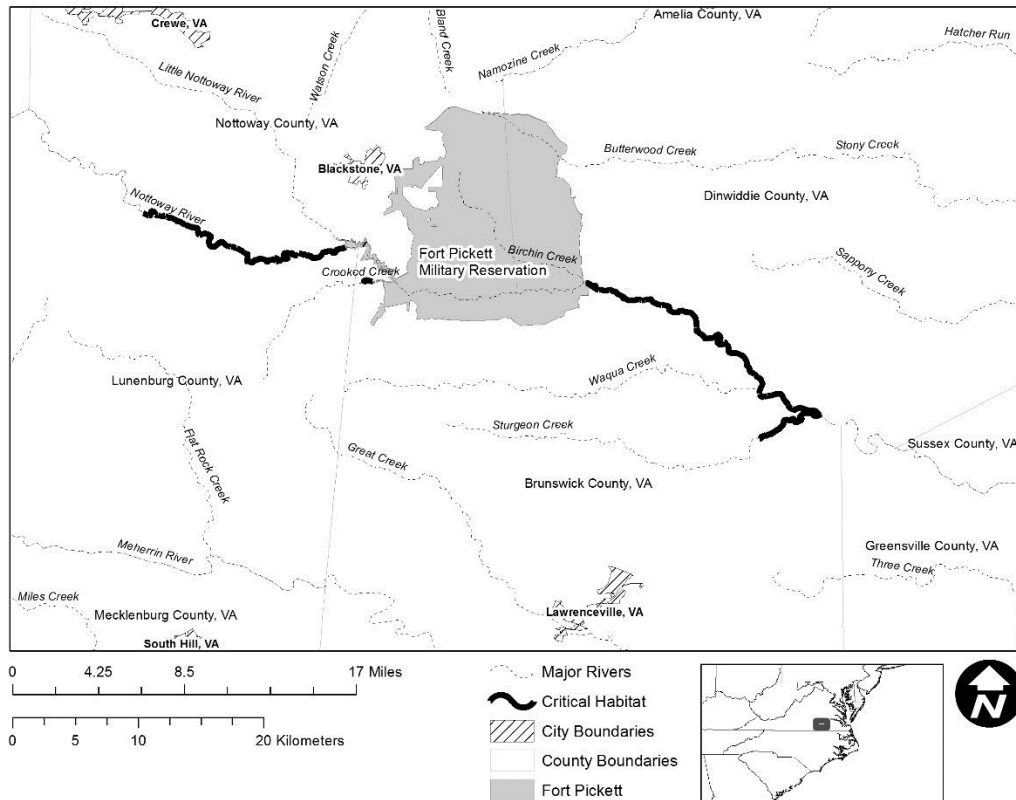 Crewe, VA
Amelia County, VA
Bland Creek
Hatcher Run
Watson Creek
Namozine Creek
Little Nottoway River
Nottoway County, VA
Butterwood Creek
Stony Creek
Blackstone, VA
Dinwiddie County, VA
Nottoway River
Fort Pickett
Military Reservation
Birchin Creek
Sappony Creek
Crooked Creek
Waqua Creek
Lunenburg County, VA
Sturgeon Creek
Flat Rock Creek
Great Creek
Sussex County, VA
Brunswick County, VA
Meherrin River
Greensville County, VA
Three Creek
Miles Creek
Mecklenburg County, VA
Lawrenceville, VA
South Hill, VA
0 4.25 8.5 17 Miles
0 5 10 20 Kilometers
Major Rivers
Critical Habitat
City Boundaries
County Boundaries
Fort Pickett
N